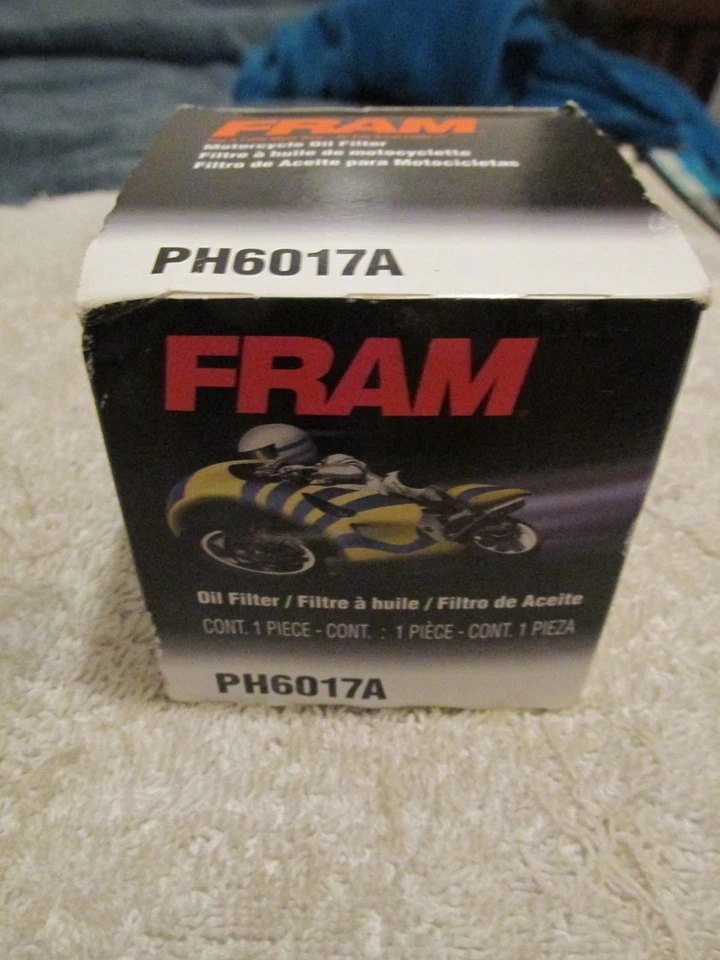 FRAM
Motorcycle Oil Filter
Filtre à huile de motocyclette
Filtro de Aceite para Motocicletas
PH6017A
FRAM
Oil Filter / Filtre à huile / Filtro de Aceite
CONT. 1 PIECE - CONT. : 1 PIÈCE - CONT. 1 PIEZA
PH6017A